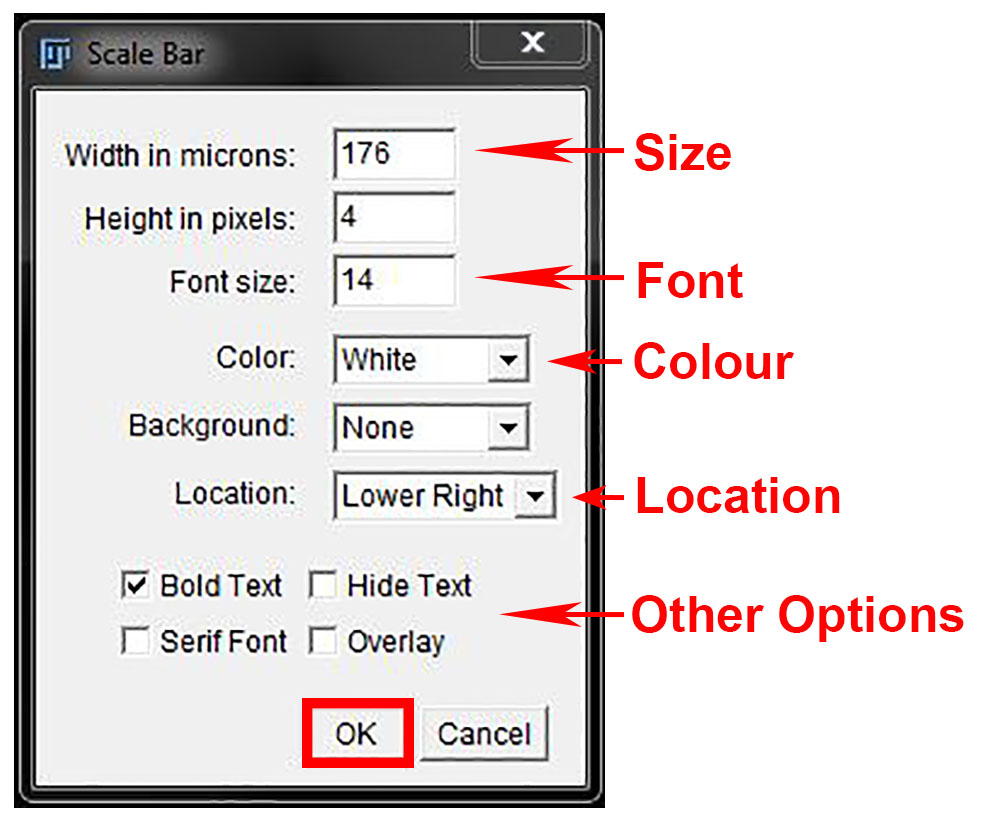 Scale Bar X
Width in microns: 176 Size
Height in pixels: 4
Font size: 14 Font
Color: White Colour
Background: None
Location: Lower Right Location
Bold Text Hide Text
Other Options
Serif Font Overlay
OK Cancel